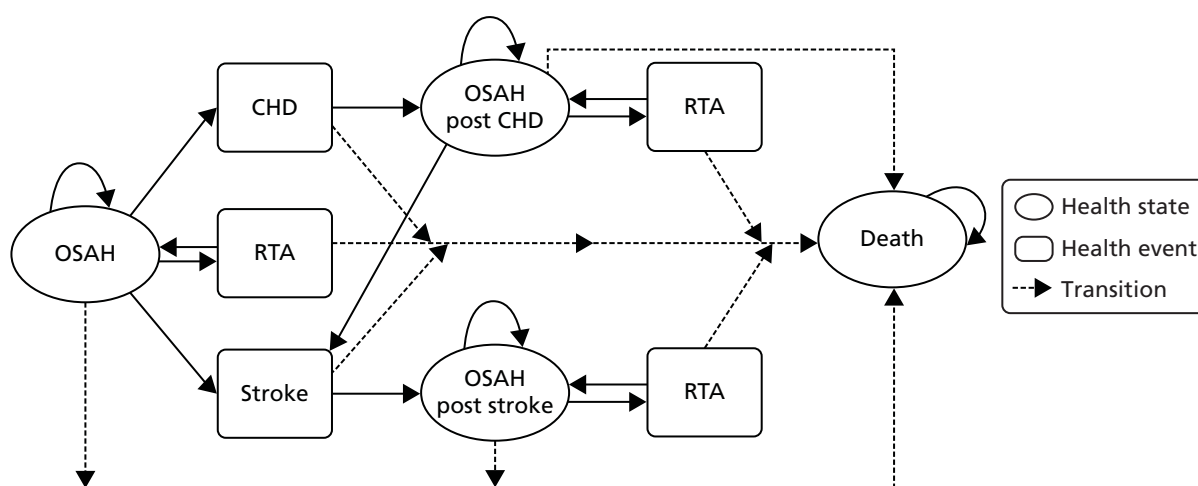 CHD
OSAH
post CHD
RTA
OSAH
RTA
Death
Stroke
OSAH
post stroke
RTA
Health state
Health event
Transition